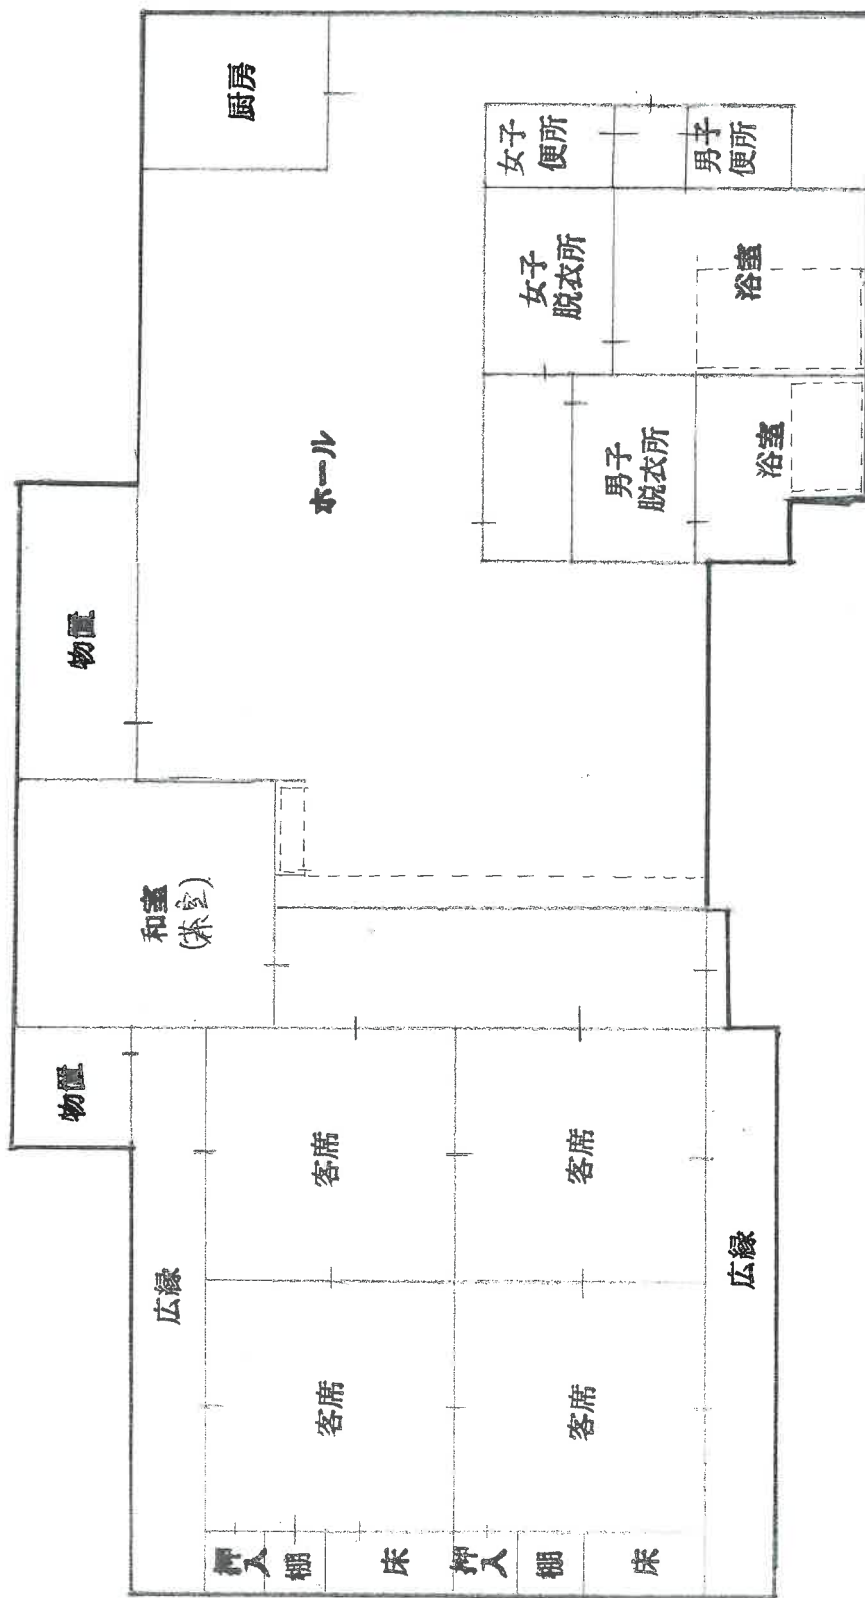 物置
物置
広縁
和室
(茶室)
厨房
押
入
棚
床
客席
客席
ホール
押
入
棚
床
客席
客席
女子
脱衣所
女子
便所
男子
脱衣所
男子
便所
広縁
浴室
浴室